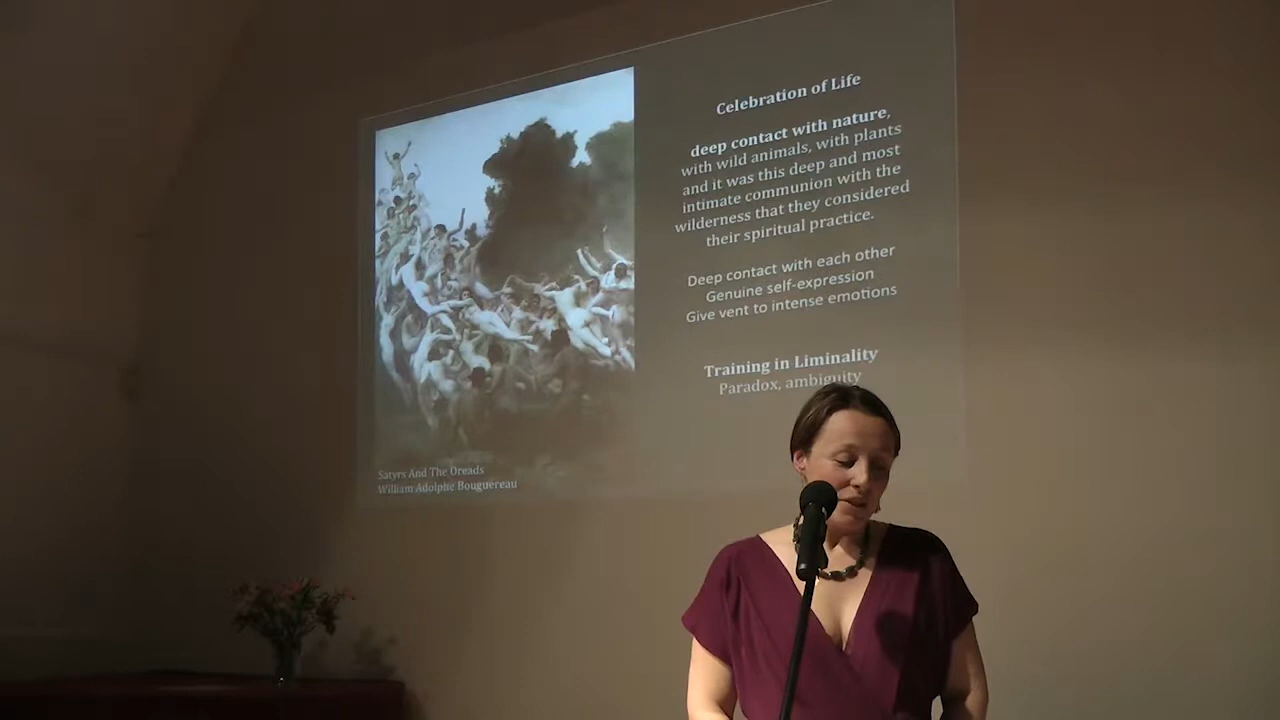 Celebration of Life
deep contact with nature,
with wild animals, with plants
and it was this deep and most
intimate communion with the
wilderness that they considered
their spiritual practice.
Deep contact with each other
Genuine self-expression
Give vent to intense emotions
Training in Liminality
Paradox, ambiguity
Satyrs And The Oreads
William Adolphe Bouguereau